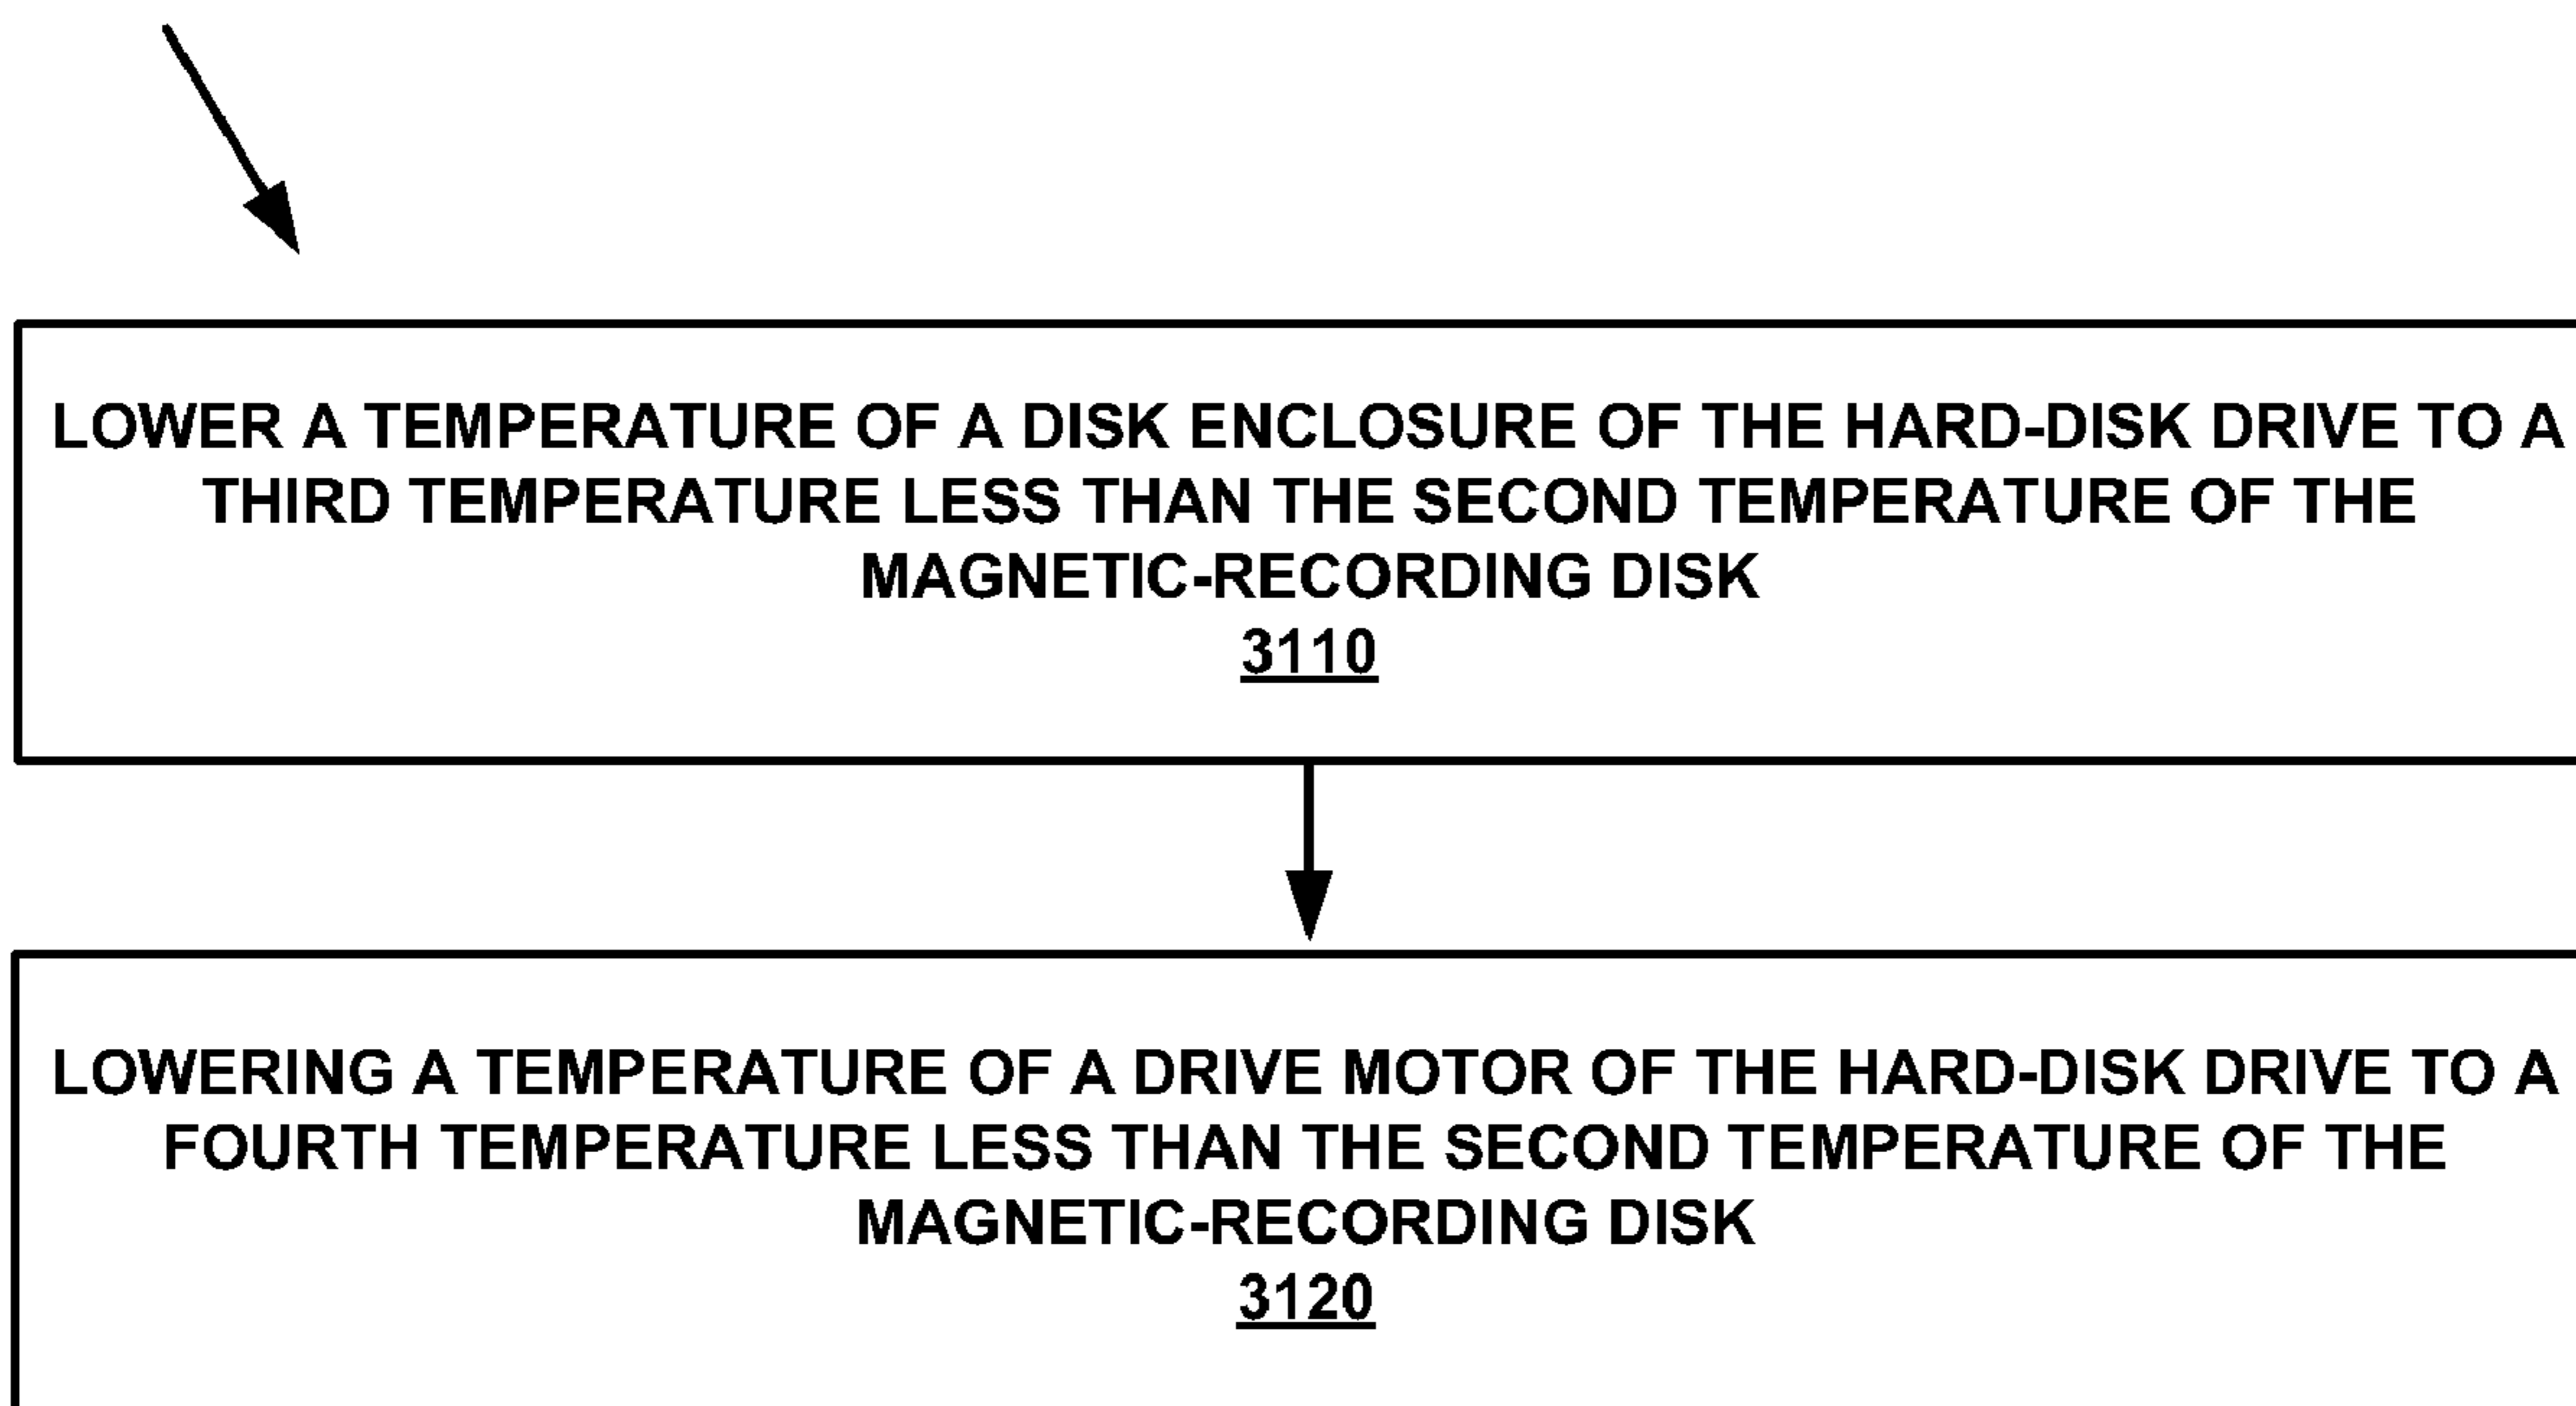 LOWER A TEMPERATURE OF A DISK ENCLOSURE OF THE HARD-DISK DRIVE TO A
THIRD TEMPERATURE LESS THAN THE SECOND TEMPERATURE OF THE
MAGNETIC-RECORDING DISK
3110
LOWERING A TEMPERATURE OF A DRIVE MOTOR OF THE HARD-DISK DRIVE TO A
FOURTH TEMPERATURE LESS THAN THE SECOND TEMPERATURE OF THE
MAGNETIC-RECORDING DISK
3120